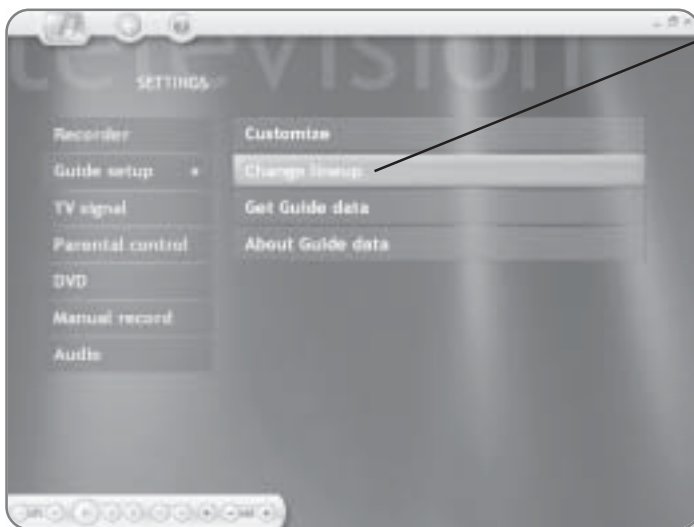 television
SETTINGS
Recorder
Guide setup
TV signal
Parental control
DVD
Manual record
Audio
Customize
Change lineup
Get Guide data
About Guide data